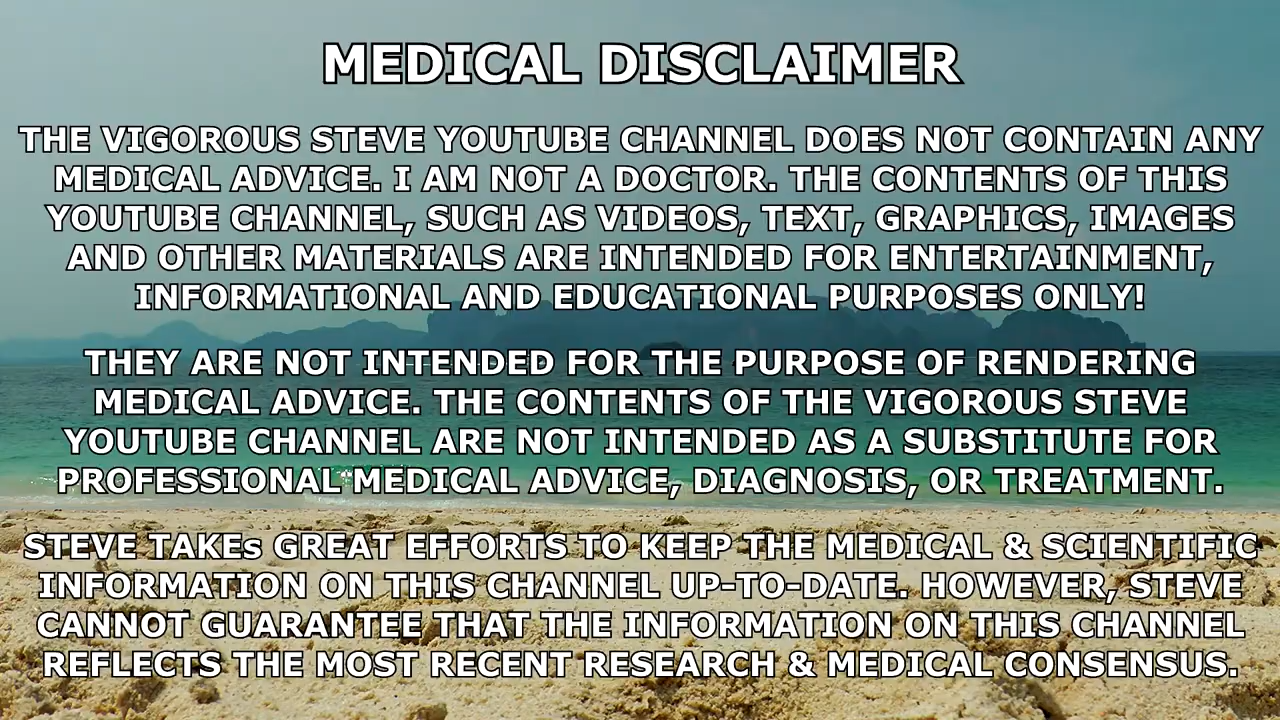 MEDICAL DISCLAIMER
THE VIGOROUS STEVE YOUTUBE CHANNEL DOES NOT CONTAIN ANY
MEDICAL ADVICE. I AM NOT A DOCTOR. THE CONTENTS OF THIS
YOUTUBE CHANNEL, SUCH AS VIDEOS, TEXT, GRAPHICS, IMAGES
AND OTHER MATERIALS ARE INTENDED FOR ENTERTAINMENT,
INFORMATIONAL AND EDUCATIONAL PURPOSES ONLY!
THEY ARE NOT INTENDED FOR THE PURPOSE OF RENDERING
MEDICAL ADVICE. THE CONTENTS OF THE VIGOROUS STEVE
YOUTUBE CHANNEL ARE NOT INTENDED AS A SUBSTITUTE FOR
PROFESSIONAL MEDICAL ADVICE, DIAGNOSIS, OR TREATMENT.
STEVE TAKEs GREAT EFFORTS TO KEEP THE MEDICAL & SCIENTIFIC
INFORMATION ON THIS CHANNEL UP-TO-DATE. HOWEVER, STEVE
CANNOT GUARANTEE THAT THE INFORMATION ON THIS CHANNEL
REFLECTS THE MOST RECENT RESEARCH & MEDICAL CONSENSUS.